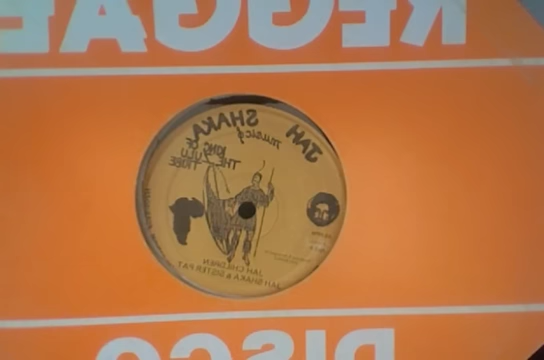 REGGAE
JAH SHAKA
music
KING OF
THE ZULU
TRIBE
JAH CHILDREN
JAH SHAKA & SISTER PAT
DISCO